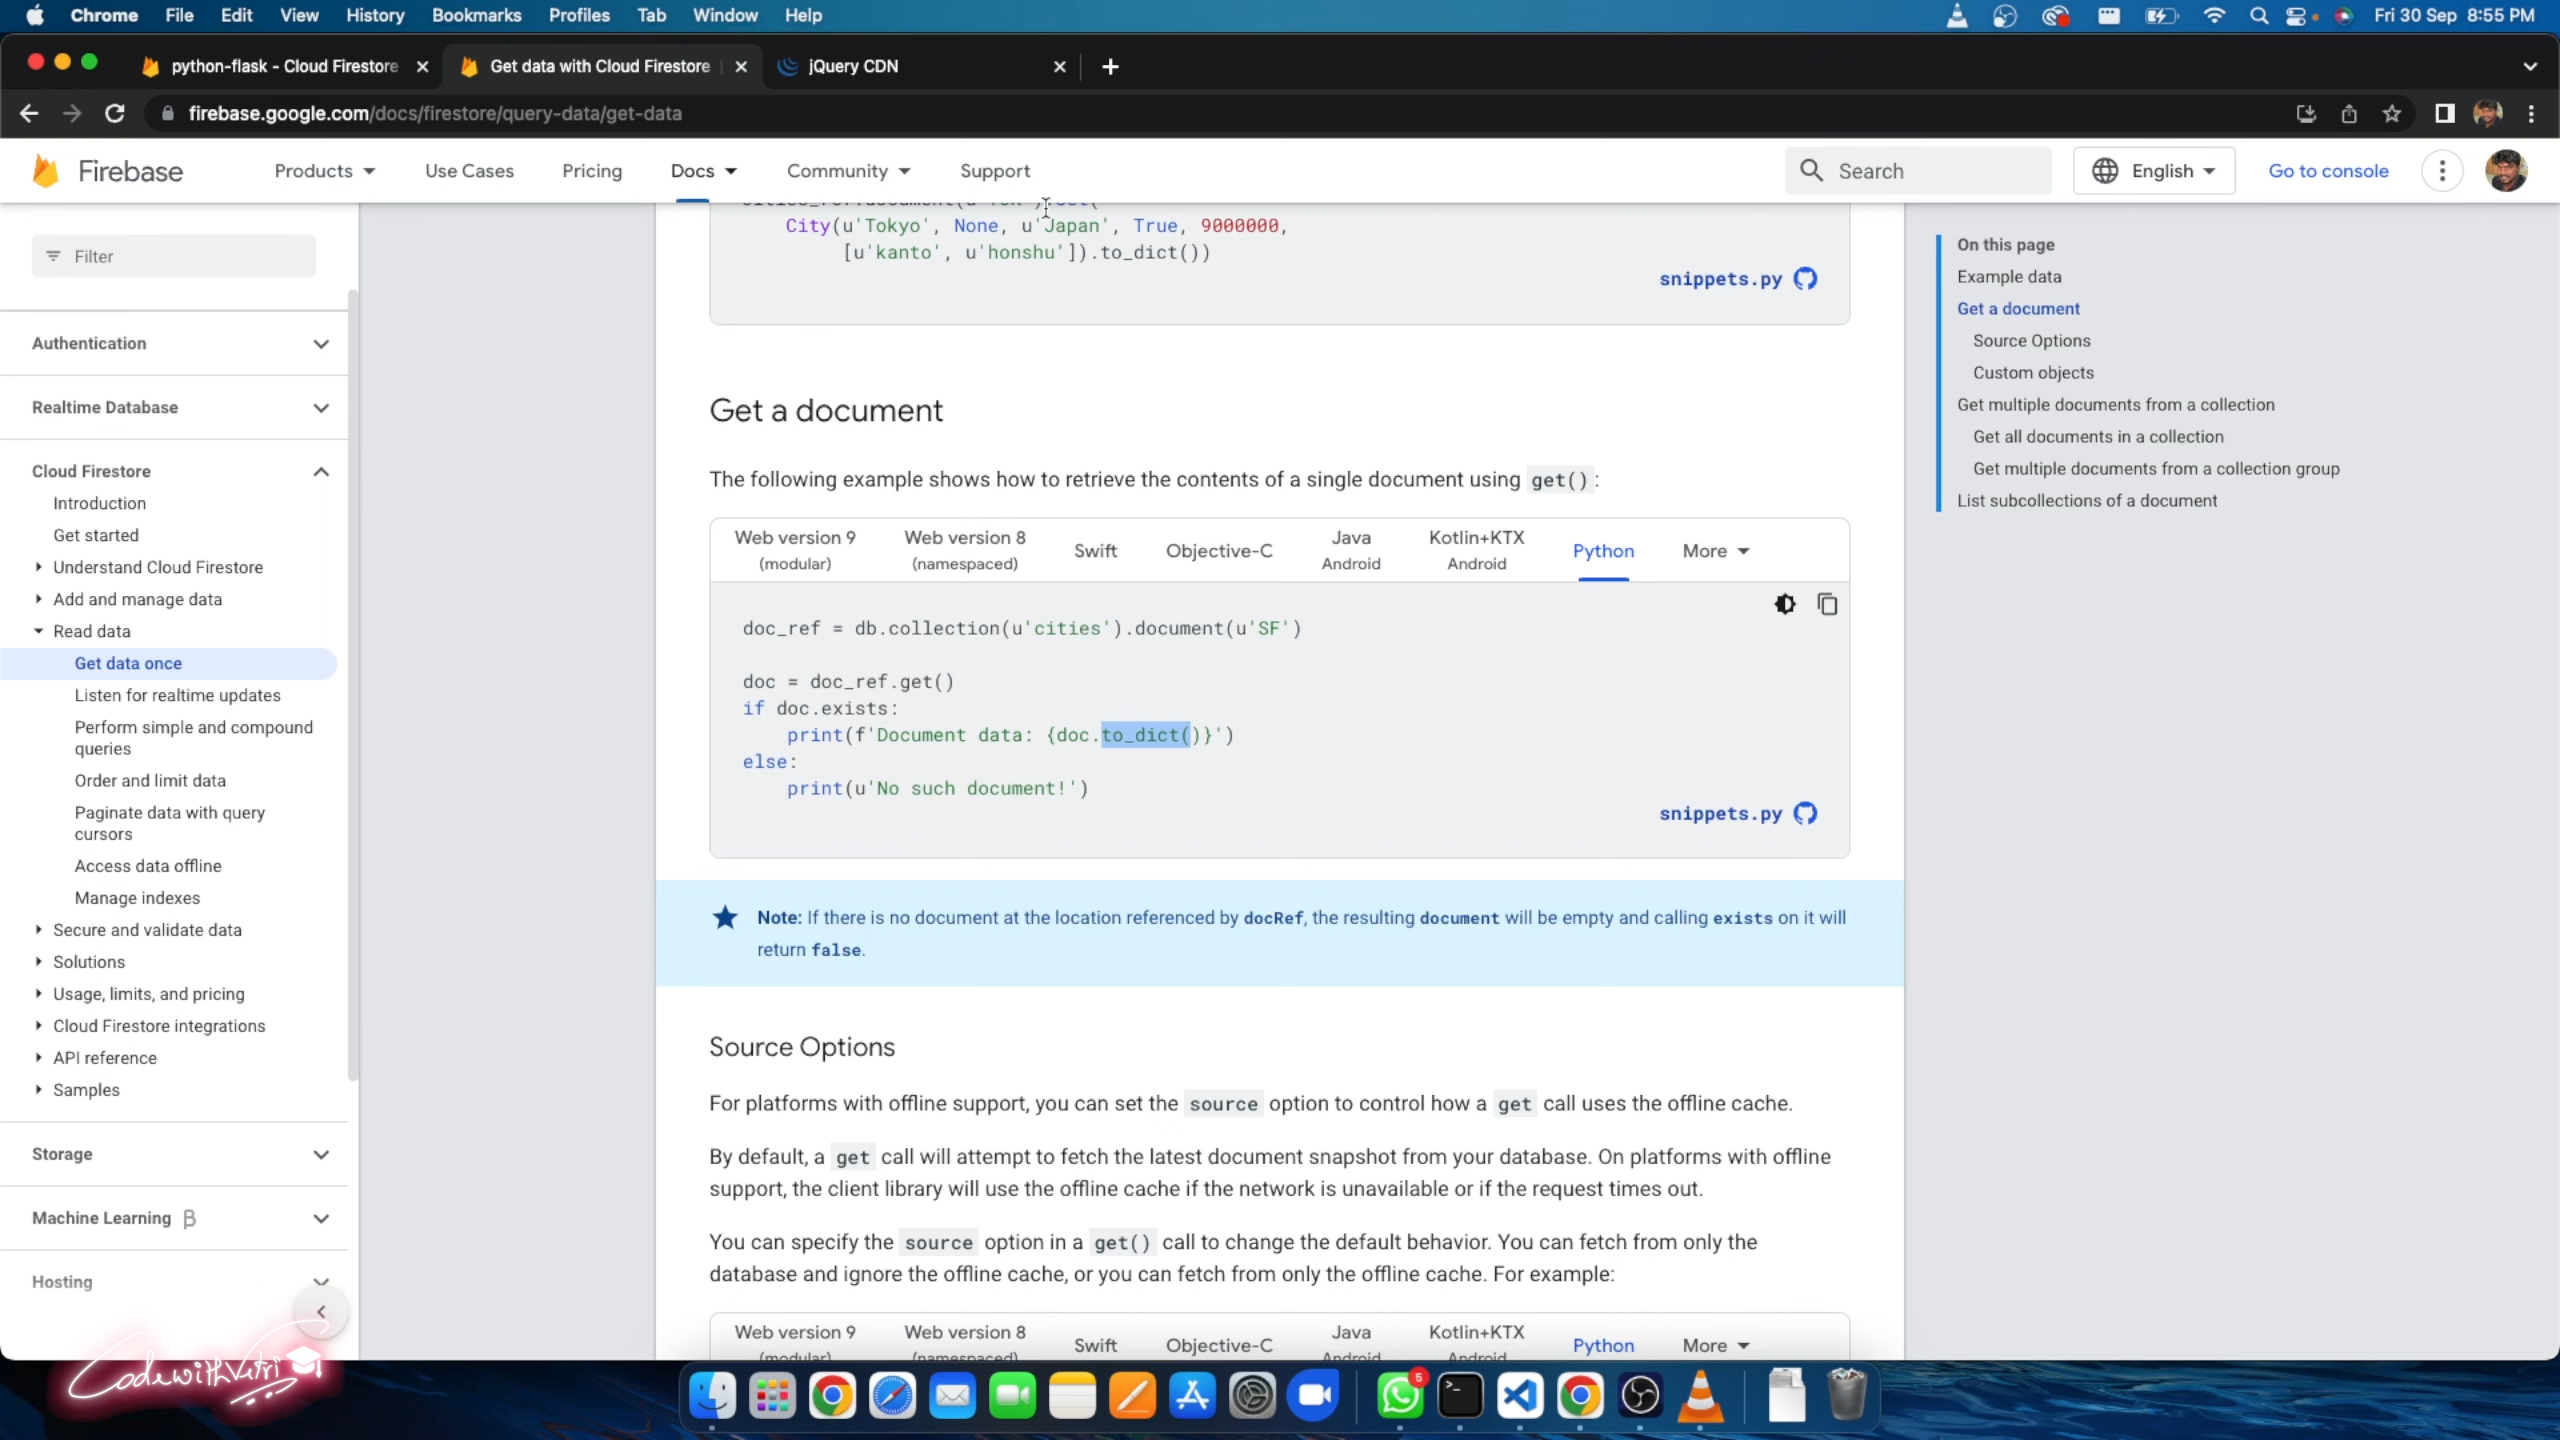 Chrome File Edit View History Bookmarks Profiles Tab Window Help
Fri 30 Sep 8:55 PM
python-flask - Cloud Firestore
Get data with Cloud Firestore
jQuery CDN
firebase.google.com/docs/firestore/query-data/get-data
Firebase
Products
Use Cases
Pricing
Docs
Community
Support
Search
English
Go to console
Filter
Authentication
Realtime Database
Cloud Firestore
Introduction
Get started
Understand Cloud Firestore
Add and manage data
Read data
Get data once
Listen for realtime updates
Perform simple and compound
queries
Order and limit data
Paginate data with query
cursors
Access data offline
Manage indexes
Secure and validate data
Solutions
Usage, limits, and pricing
Cloud Firestore integrations
API reference
Samples
Storage
Machine Learning β
Hosting
City(u'Tokyo', None, u'Japan', True, 9000000,
[u'kanto', u'honshu']).to_dict())
snippets.py
Get a document
The following example shows how to retrieve the contents of a single document using get():
Web version 9
(modular)
Web version 8
(namespaced)
Swift
Objective-C
Java
Android
Kotlin+KTX
Android
Python
More
doc_ref = db.collection(u'cities').document(u'SF')
doc = doc_ref.get()
if doc.exists:
print(f'Document data: {doc.to_dict()}')
else:
print(u'No such document!')
snippets.py
Note: If there is no document at the location referenced by docRef, the resulting document will be empty and calling exists on it will
return false.
Source Options
For platforms with offline support, you can set the source option to control how a get call uses the offline cache.
By default, a get call will attempt to fetch the latest document snapshot from your database. On platforms with offline
support, the client library will use the offline cache if the network is unavailable or if the request times out.
You can specify the source option in a get() call to change the default behavior. You can fetch from only the
database and ignore the offline cache, or you can fetch from only the offline cache. For example:
Web version 9
(modular)
Web version 8
(namespaced)
Swift
Objective-C
Java
Android
Kotlin+KTX
Android
Python
More
On this page
Example data
Get a document
Source Options
Custom objects
Get multiple documents from a collection
Get all documents in a collection
Get multiple documents from a collection group
List subcollections of a document
CodewithVetri
5